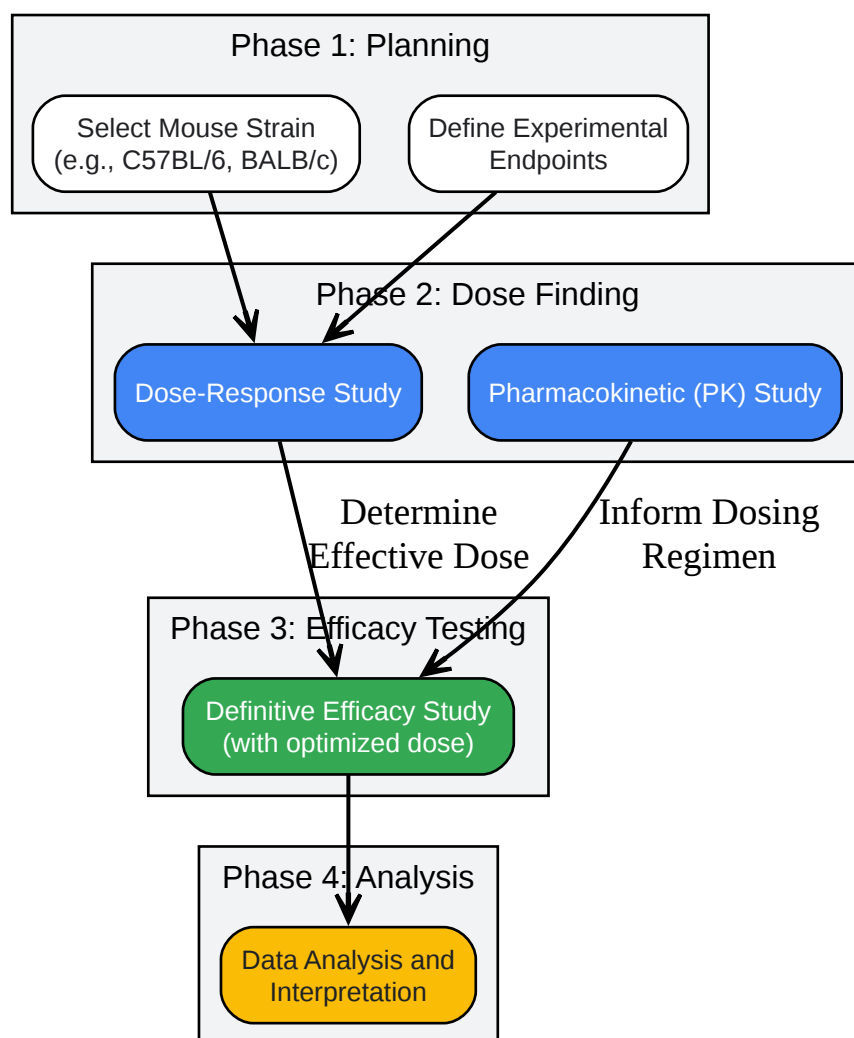 Phase 1: Planning
Select Mouse Strain
(e.g., C57BL/6, BALB/c)
Define Experimental
Endpoints
Phase 2: Dose Finding
Dose-Response Study
Pharmacokinetic (PK) Study
Determine
Effective Dose
Inform Dosing
Regimen
Phase 3: Efficacy Testing
Definitive Efficacy Study
(with optimized dose)
Phase 4: Analysis
Data Analysis and
Interpretation